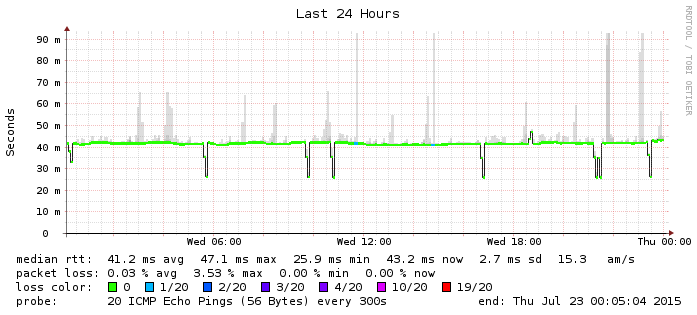 Last 24 Hours
RRDTOOL / TOBI OETIKER
Seconds
90 m
80 m
70 m
60 m
50 m
40 m
30 m
20 m
10 m
0
Wed 06:00 Wed 12:00 Wed 18:00 Thu 00:00
median rtt: 41.2 ms avg 47.1 ms max 25.9 ms min 43.2 ms now 2.7 ms sd 15.3 am/s
packet loss: 0.03 % avg 3.53 % max 0.00 % min 0.00 % now
loss color: 0 1/20 2/20 3/20 4/20 10/20 19/20
probe: 20 ICMP Echo Pings (56 Bytes) every 300s end: Thu Jul 23 00:05:04 2015